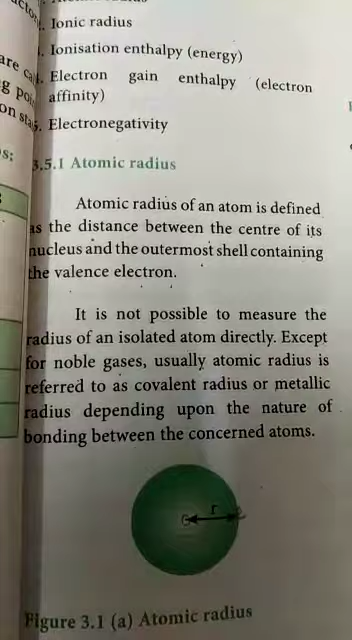 Ionic radius
Ionisation enthalpy (energy)
Electron gain enthalpy (electron
affinity)
5. Electronegativity
3.5.1 Atomic radius
Atomic radius of an atom is defined
as the distance between the centre of its
nucleus and the outermost shell containing
the valence electron.
It is not possible to measure the
radius of an isolated atom directly. Except
for noble gases, usually atomic radius is
referred to as covalent radius or metallic
radius depending upon the nature of
bonding between the concerned atoms.
r
Figure 3.1 (a) Atomic radius